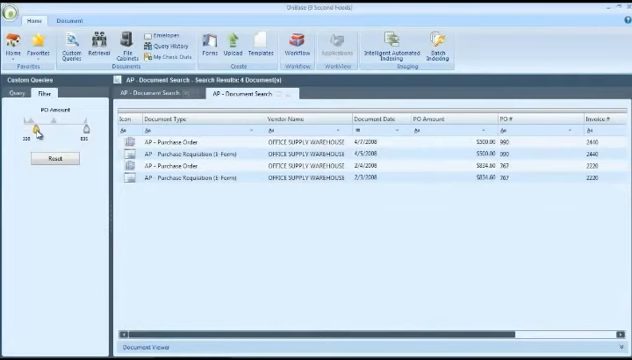 OnBase [8 Second Feeds]
Home Document
Home Favorites Custom Queries Retrieval File Cabinets Envelopes Query History My Check Outs Forms Upload Templates Workflow Applications Intelligent Automated Indexing Batch Indexing
Favorites Documents Create Workflow WorkView Imaging
Custom Queries
AP - Document Search - Search Results: 4 Document(s)
Query Filter
AP - Document Search AP - Document Search
PO Amount
Reset
Icon Document Type Vendor Name Document Date PO Amount PO # Invoice #
AP - Purchase Order OFFICE SUPPLY WAREHOUSE 4/7/2008 $500.00 990 2440
AP - Purchase Requisition (E-Form) OFFICE SUPPLY WAREHOUSE 4/5/2008 $500.00 990 2440
AP - Purchase Order OFFICE SUPPLY WAREHOUSE 2/4/2008 $834.60 767 2220
AP - Purchase Requisition (E-Form) OFFICE SUPPLY WAREHOUSE 2/3/2008 $834.60 767 2220
Document Viewer